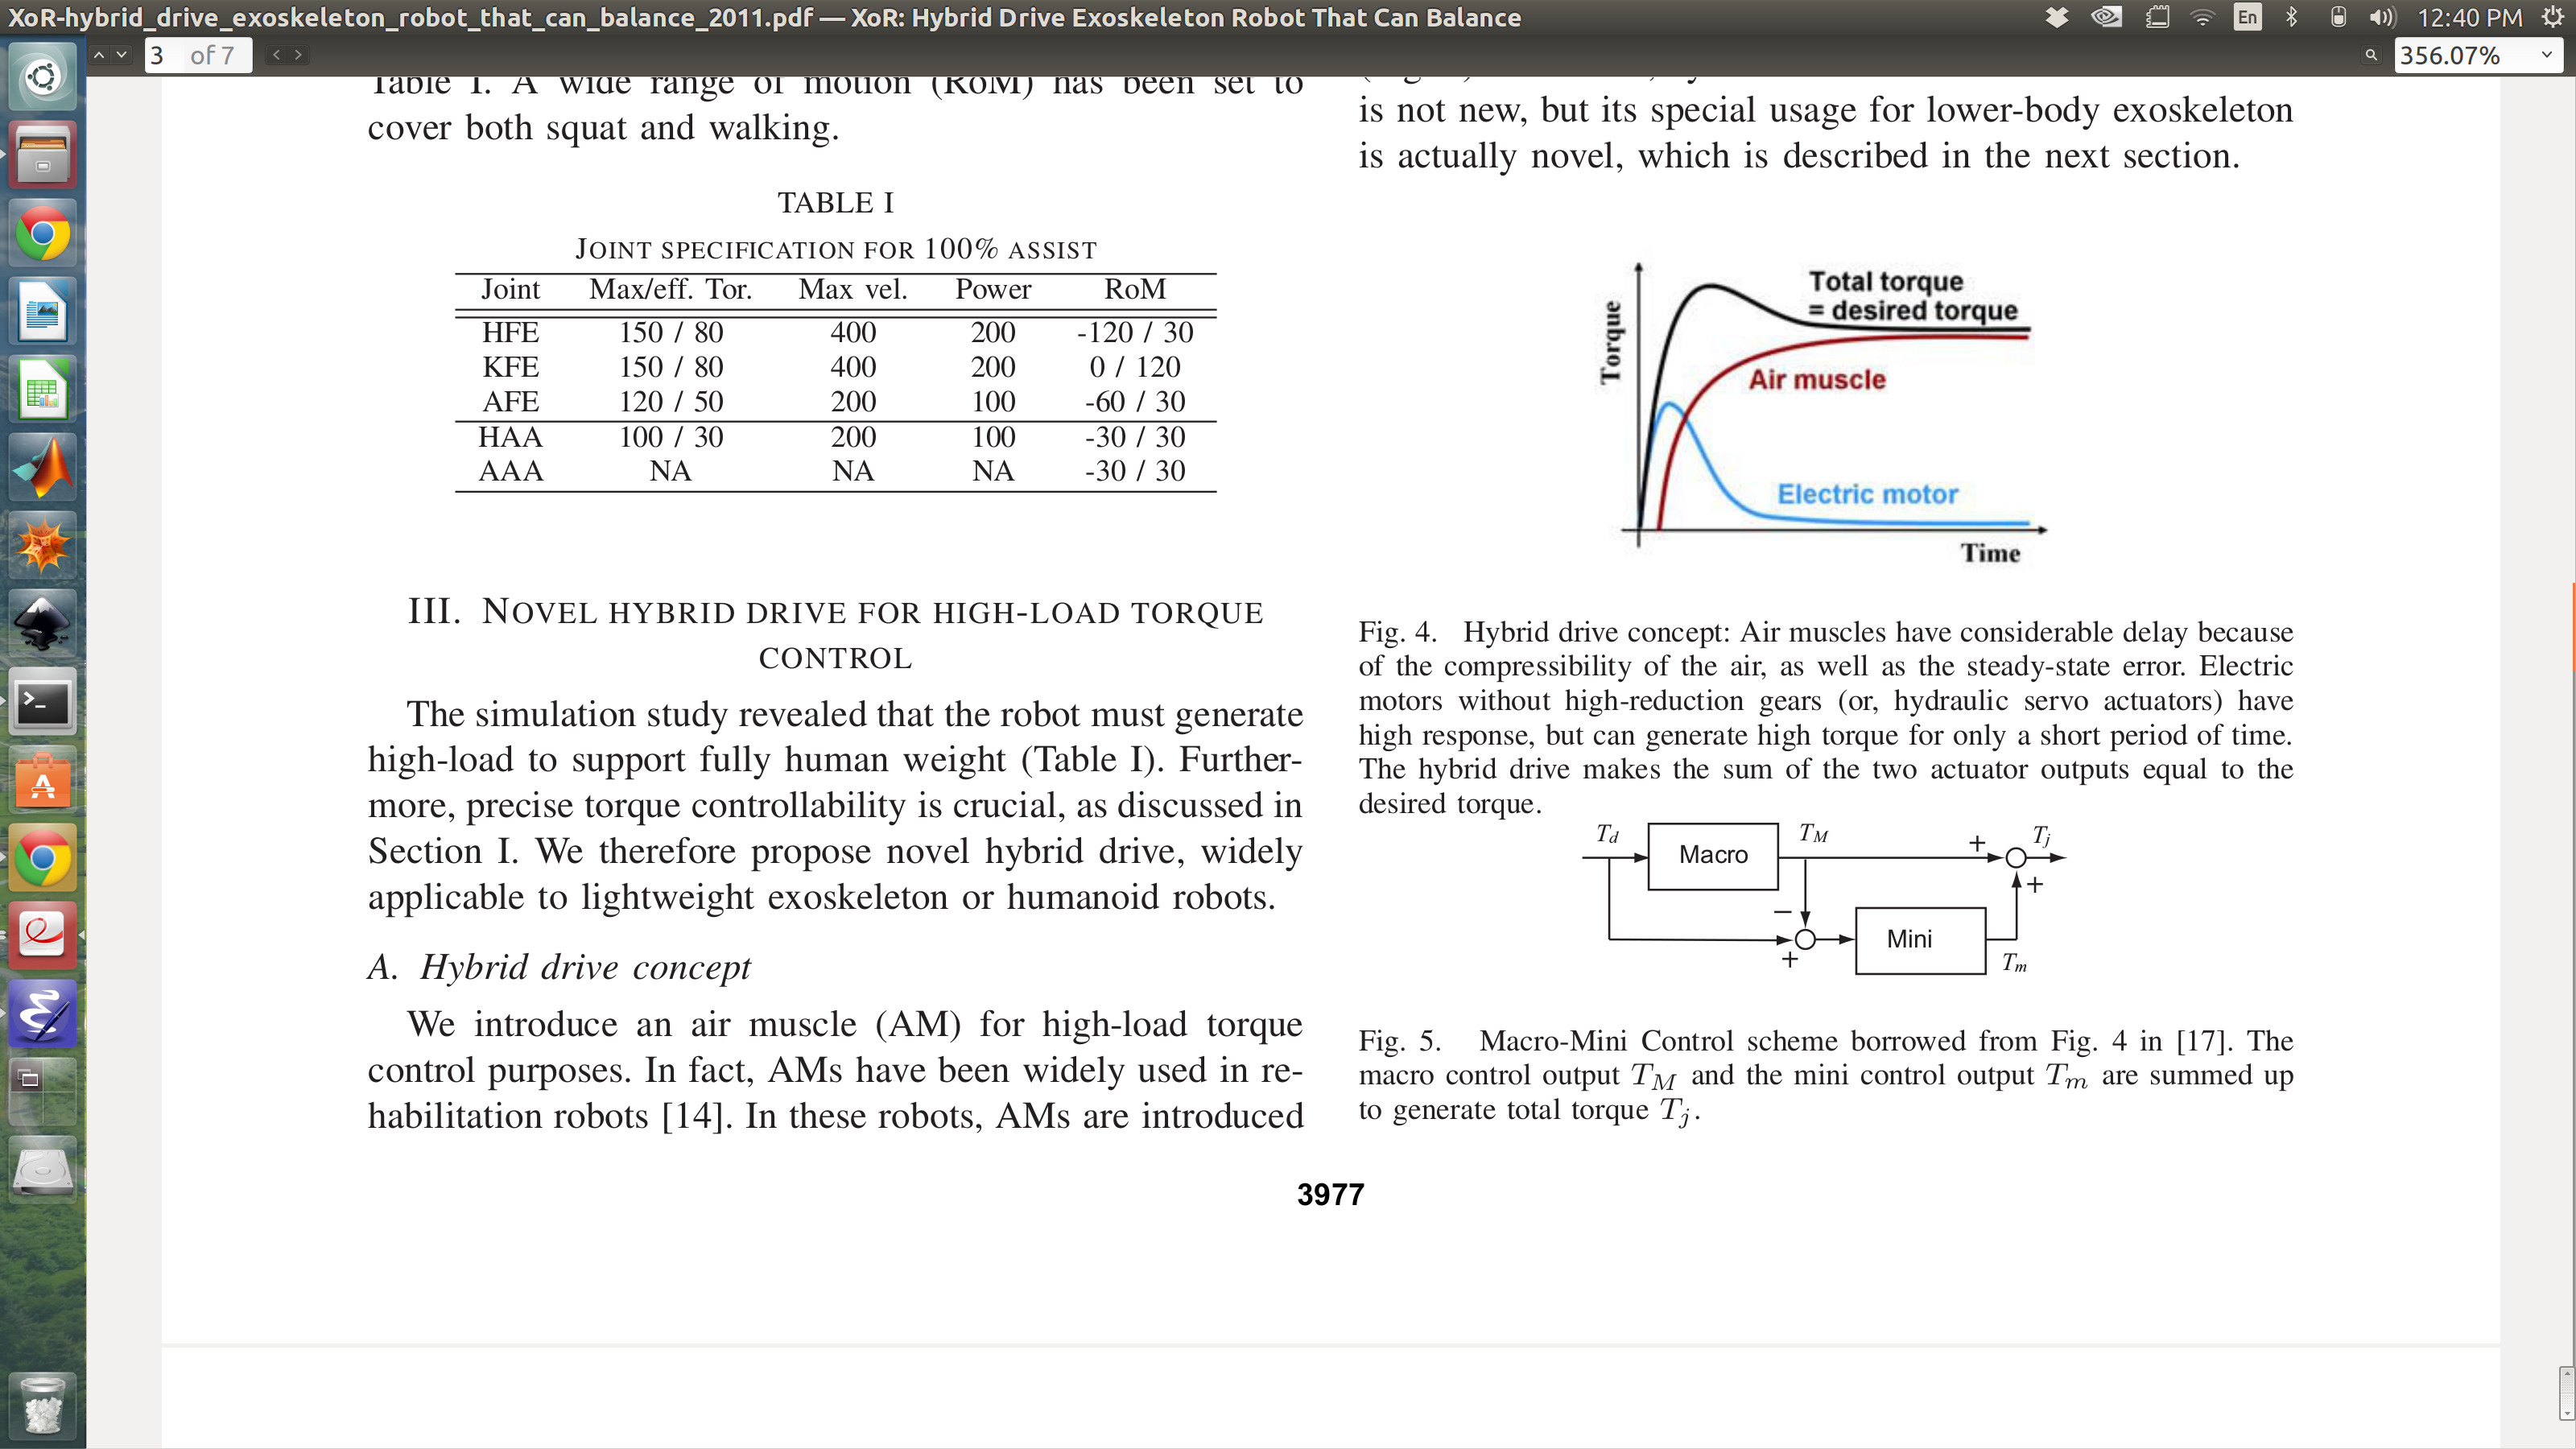 XoR-hybrid_drive_exoskeleton_robot_that_can_balance_2011.pdf — XoR: Hybrid Drive Exoskeleton Robot That Can Balance
En
12:40 PM
3 of 7
356.07%
Table I. A wide range of motion (RoM) has been set to
cover both squat and walking.
TABLE I
JOINT SPECIFICATION FOR 100% ASSIST
Joint Max/eff. Tor. Max vel. Power RoM
HFE 150 / 80 400 200 -120 / 30
KFE 150 / 80 400 200 0 / 120
AFE 120 / 50 200 100 -60 / 30
HAA 100 / 30 200 100 -30 / 30
AAA NA NA NA -30 / 30
III. NOVEL HYBRID DRIVE FOR HIGH-LOAD TORQUE
CONTROL
The simulation study revealed that the robot must generate
high-load to support fully human weight (Table I). Further-
more, precise torque controllability is crucial, as discussed in
Section I. We therefore propose novel hybrid drive, widely
applicable to lightweight exoskeleton or humanoid robots.
A. Hybrid drive concept
We introduce an air muscle (AM) for high-load torque
control purposes. In fact, AMs have been widely used in re-
habilitation robots [14]. In these robots, AMs are introduced
is not new, but its special usage for lower-body exoskeleton
is actually novel, which is described in the next section.
Torque
Total torque
= desired torque
Air muscle
Electric motor
Time
Fig. 4. Hybrid drive concept: Air muscles have considerable delay because
of the compressibility of the air, as well as the steady-state error. Electric
motors without high-reduction gears (or, hydraulic servo actuators) have
high response, but can generate high torque for only a short period of time.
The hybrid drive makes the sum of the two actuator outputs equal to the
desired torque.
Td Macro TM + Tj
+
−
+ Mini Tm
Fig. 5. Macro-Mini Control scheme borrowed from Fig. 4 in [17]. The
macro control output TM and the mini control output Tm are summed up
to generate total torque Tj.
3977